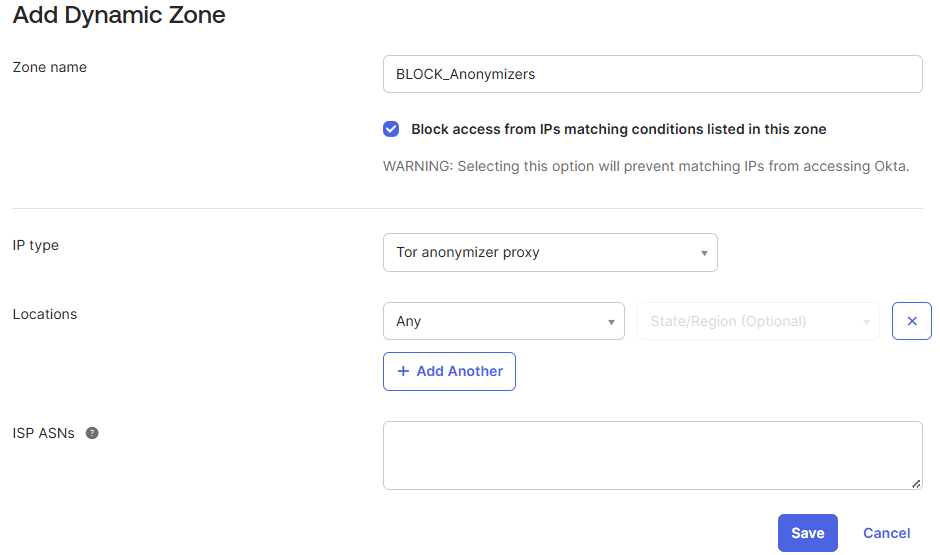 Add Dynamic Zone
Zone name
BLOCK_Anonymizers
Block access from IPs matching conditions listed in this zone
WARNING: Selecting this option will prevent matching IPs from accessing Okta.
IP type
Tor anonymizer proxy
Locations
Any
State/Region (Optional)
+ Add Another
ISP ASNs ?
Save Cancel